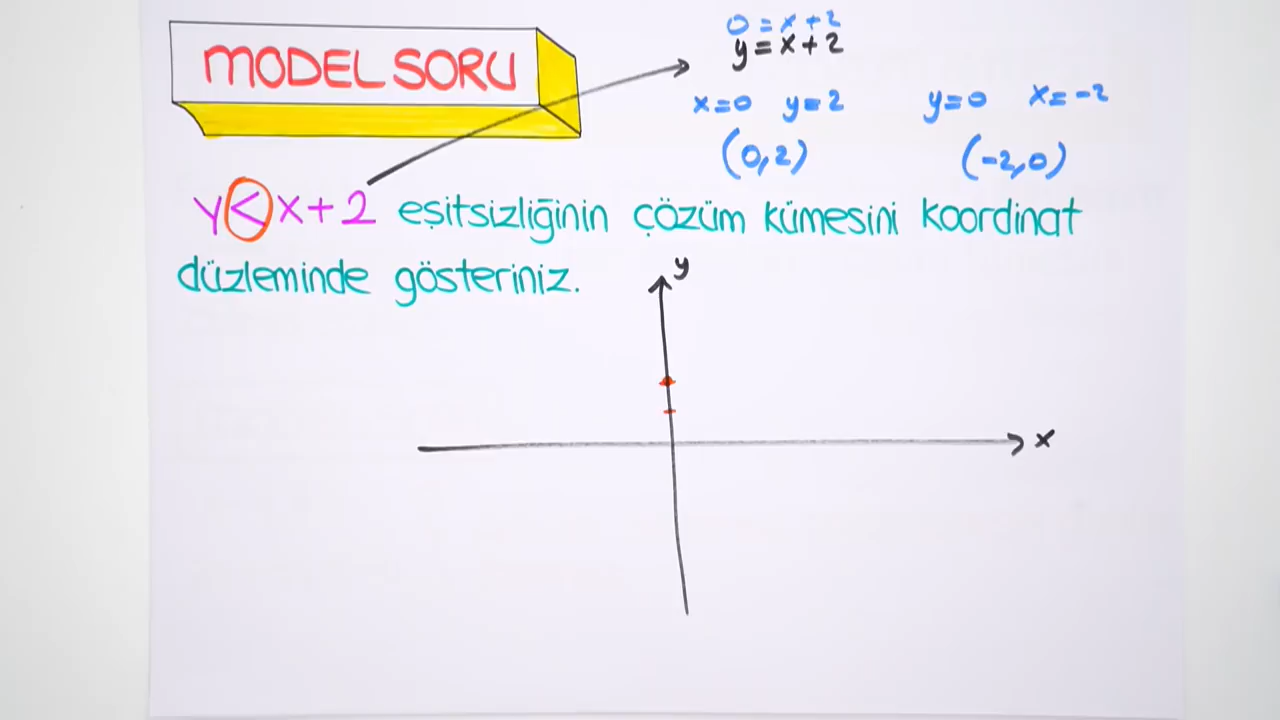 MODEL SORU
0 = x + 2
y = x + 2
x = 0 y = 2 y = 0 x = -2
(0,2) (-2,0)
y < x + 2 eşitsizliğinin çözüm kümesini koordinat
düzleminde gösteriniz.
y
x